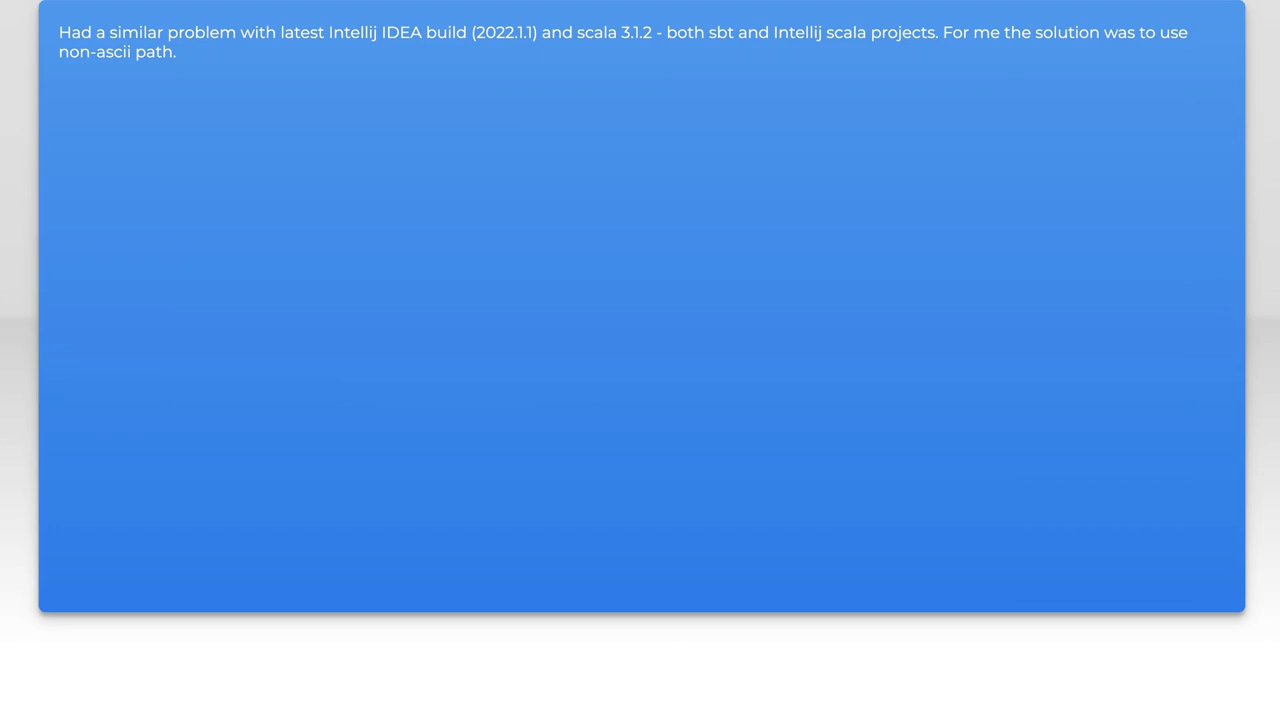 Had a similar problem with latest Intellij IDEA build (2022.1.1) and scala 3.1.2 - both sbt and Intellij scala projects. For me the solution was to use
non-ascii path.